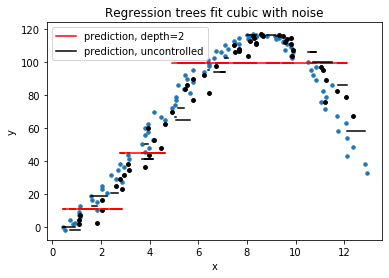 Regression trees fit cubic with noise
prediction, depth=2
prediction, uncontrolled
120
100
80
60
40
20
0
y
0 2 4 6 8 10 12
x